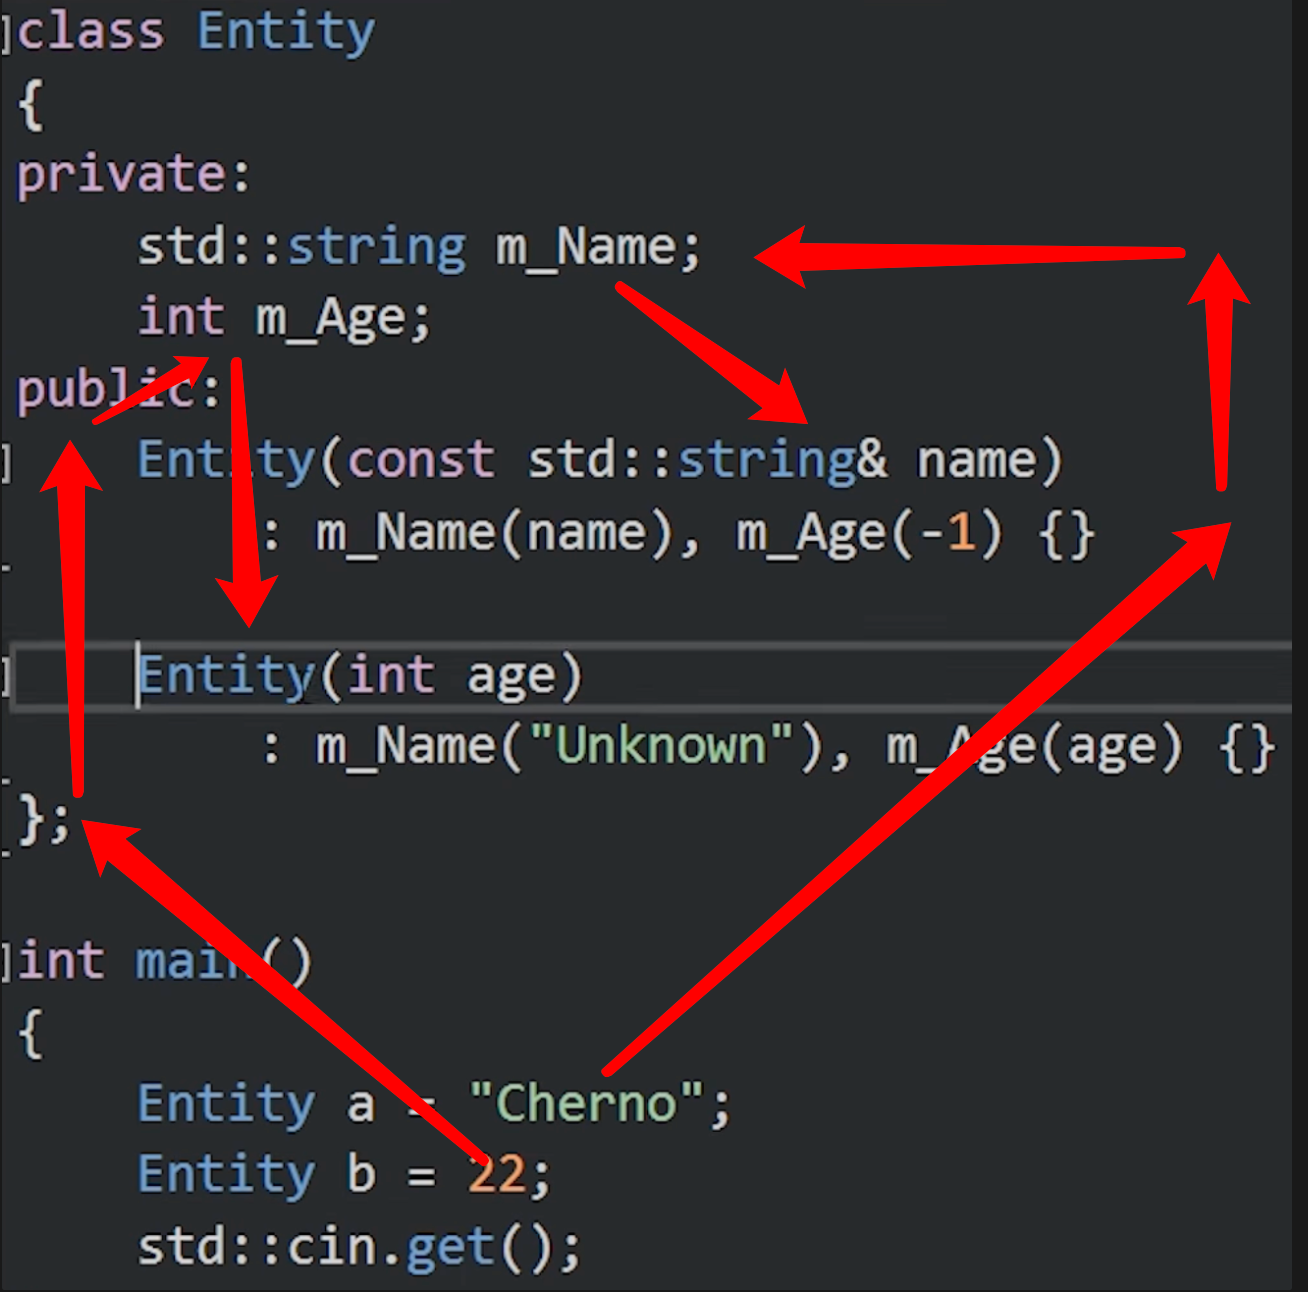 class Entity
{
private:
    std::string m_Name;
    int m_Age;
public:
    Entity(const std::string& name)
        : m_Name(name), m_Age(-1) {}
    Entity(int age)
        : m_Name("Unknown"), m_Age(age) {}
};
int main()
{
    Entity a = "Cherno";
    Entity b = 22;
    std::cin.get();